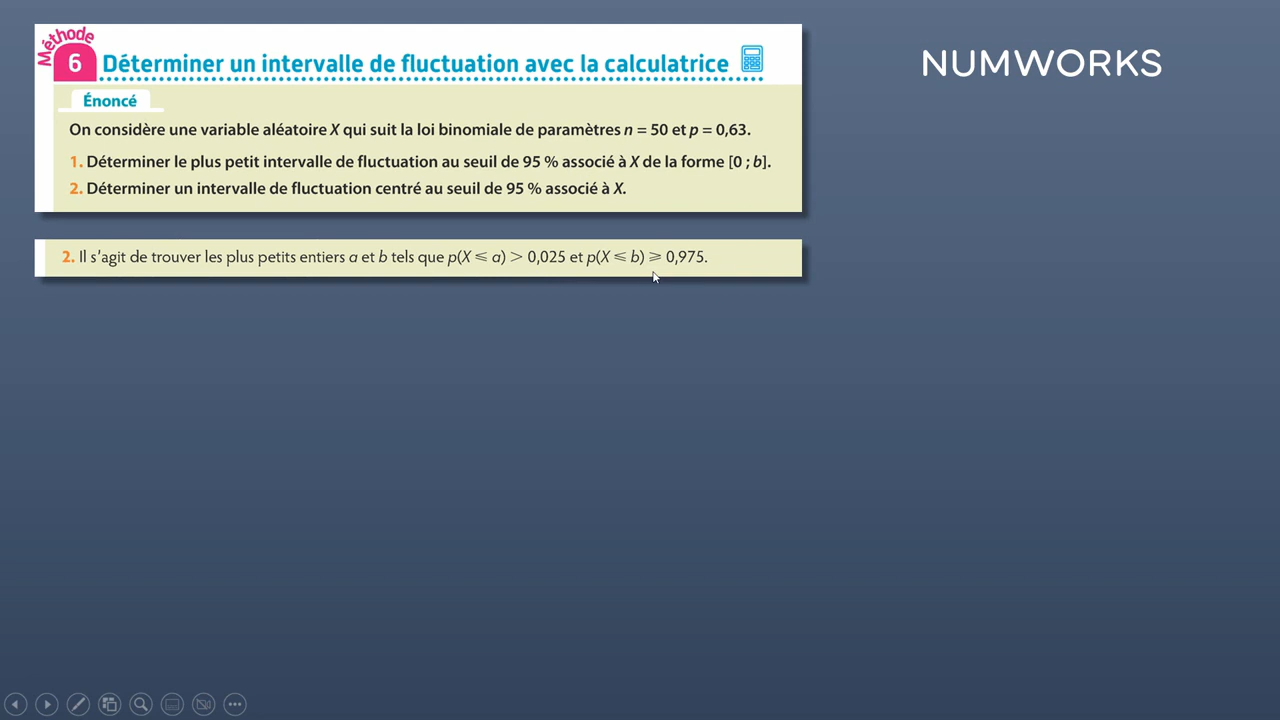 Méthode
6 Déterminer un intervalle de fluctuation avec la calculatrice
NUMWORKS
Énoncé
On considère une variable aléatoire X qui suit la loi binomiale de paramètres n = 50 et p = 0,63.
1. Déterminer le plus petit intervalle de fluctuation au seuil de 95 % associé à X de la forme [0 ; b].
2. Déterminer un intervalle de fluctuation centré au seuil de 95 % associé à X.
2. Il s’agit de trouver les plus petits entiers a et b tels que p(X ⩽ a) > 0,025 et p(X ⩽ b) ⩾ 0,975.